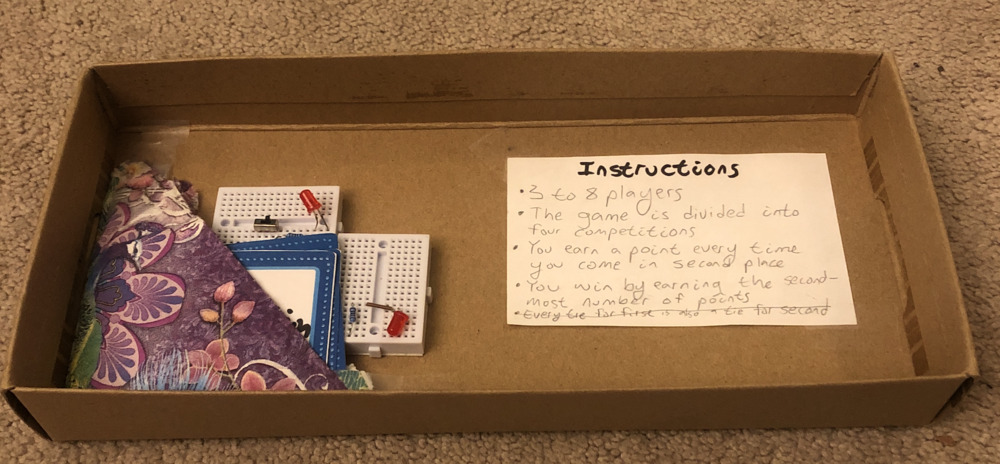 Instructions
• 3 to 8 players
• The game is divided into
four competitions
• You earn a point every time
you come in second place
• You win by earning the second-
most number of points
• Every tie for first is also a tie for second